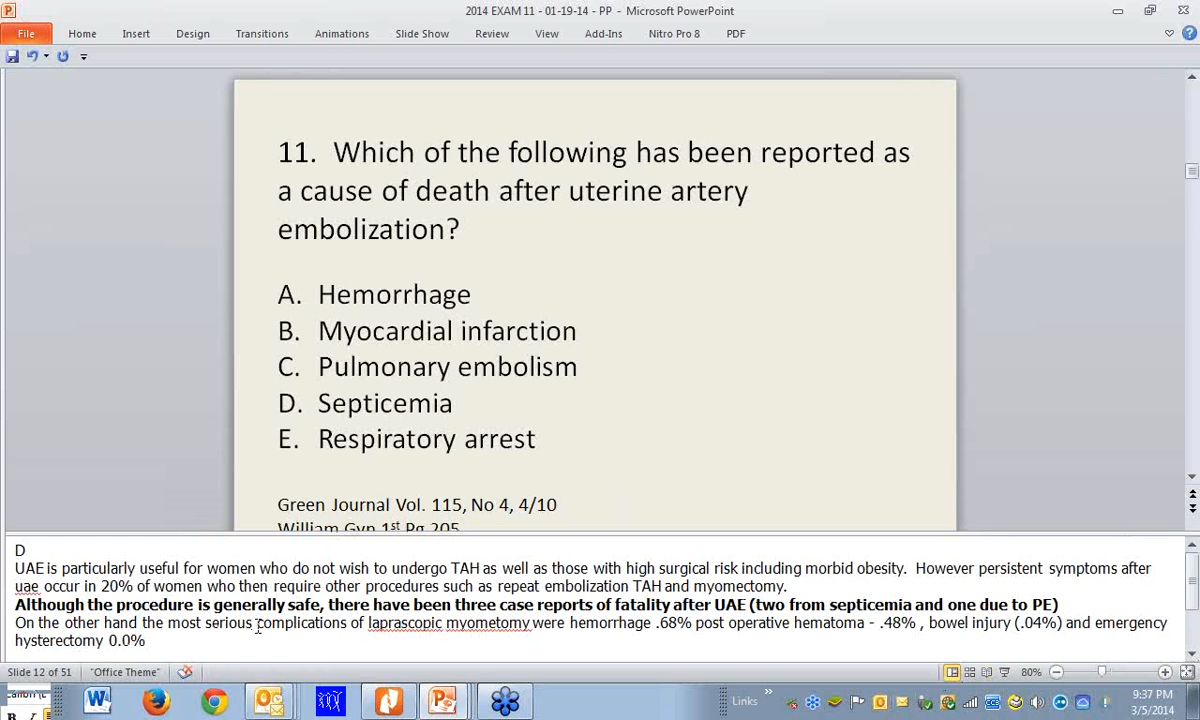 2014 EXAM 11 - 01-19-14 - PP - Microsoft PowerPoint
File Home Insert Design Transitions Animations Slide Show Review View Add-Ins Nitro Pro 8 PDF
11. Which of the following has been reported as
a cause of death after uterine artery
embolization?
A. Hemorrhage
B. Myocardial infarction
C. Pulmonary embolism
D. Septicemia
E. Respiratory arrest
Green Journal Vol. 115, No 4, 4/10
William Gyn 1st Pg 205
D
UAE is particularly useful for women who do not wish to undergo TAH as well as those with high surgical risk including morbid obesity. However persistent symptoms after
uae occur in 20% of women who then require other procedures such as repeat embolization TAH and myomectomy.
Although the procedure is generally safe, there have been three case reports of fatality after UAE (two from septicemia and one due to PE)
On the other hand the most serious complications of laprascopic myometomy were hemorrhage .68% post operative hematoma - .48% , bowel injury (.04%) and emergency
hysterectomy 0.0%
Slide 12 of 51 "Office Theme" 80%
Links 9:37 PM
3/5/2014